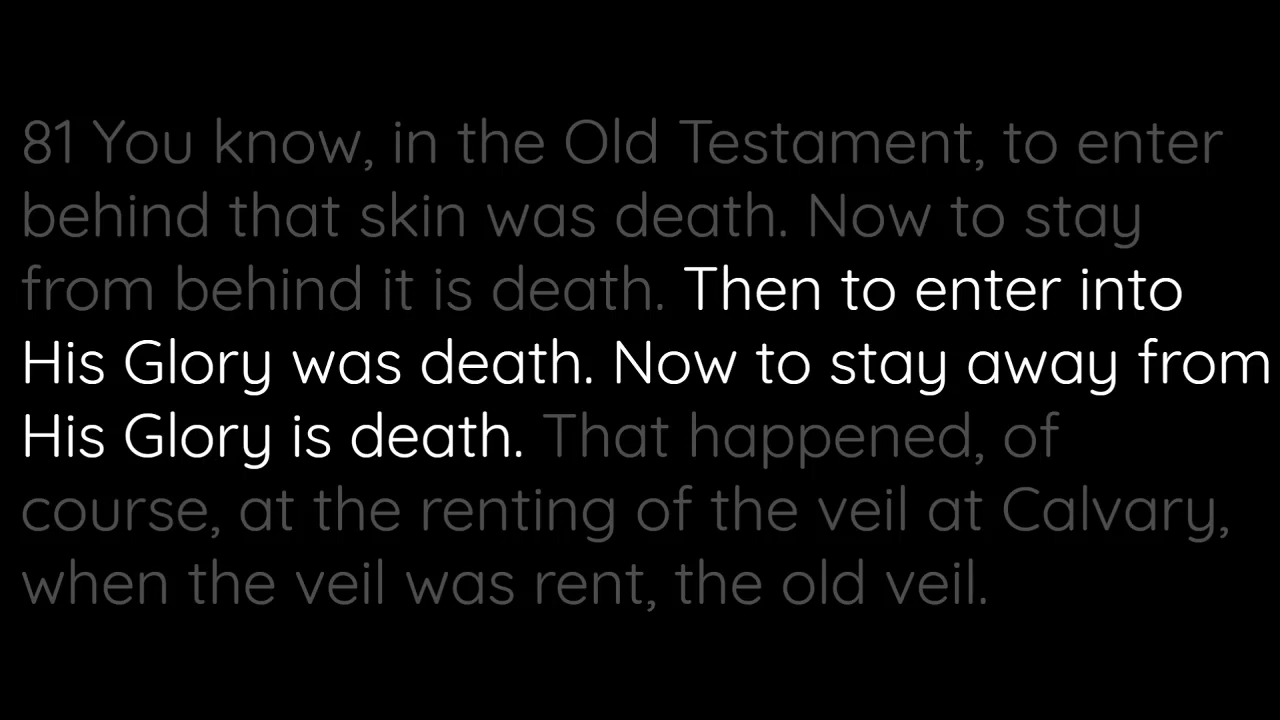 81 You know, in the Old Testament, to enter
behind that skin was death. Now to stay
from behind it is death. Then to enter into
His Glory was death. Now to stay away from
His Glory is death. That happened, of
course, at the renting of the veil at Calvary,
when the veil was rent, the old veil.